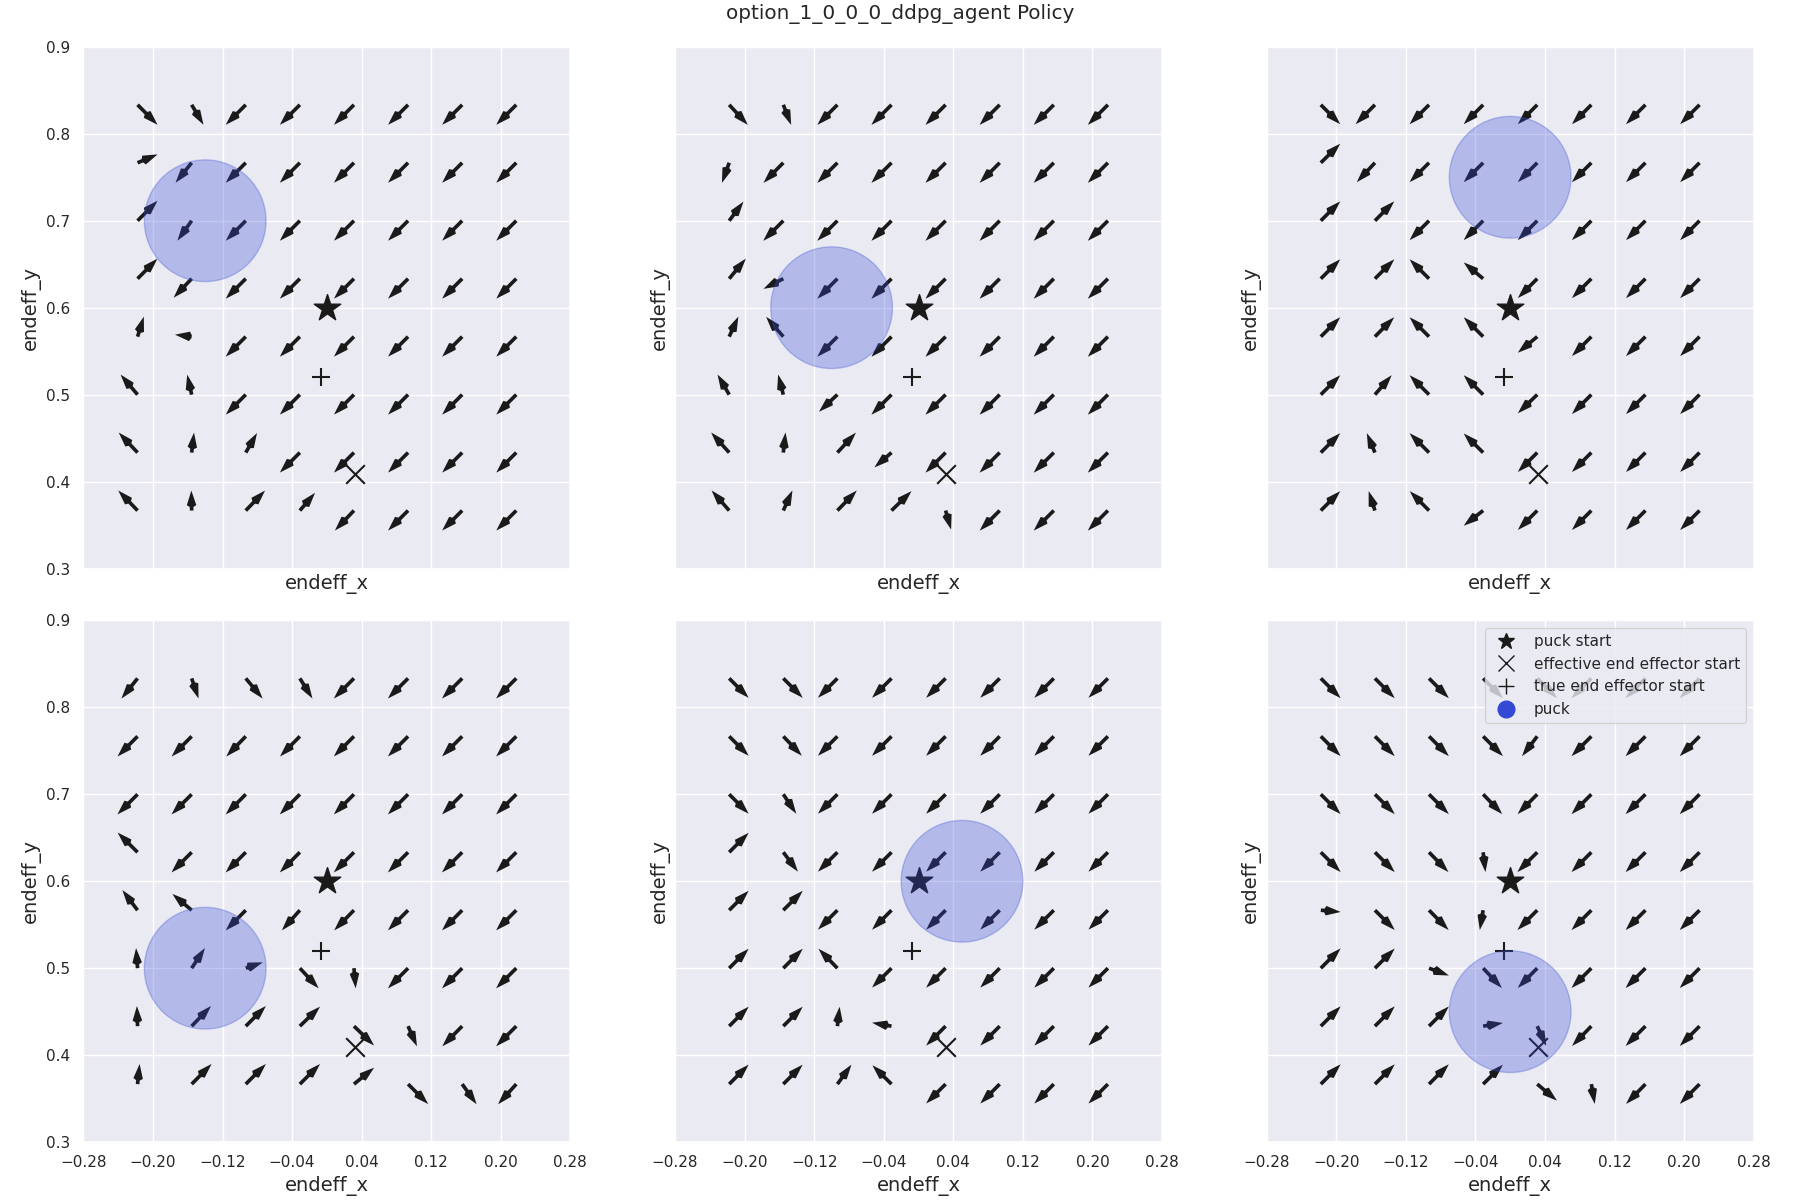 option_1_0_0_0_ddpg_agent Policy
0.9
0.8
0.7
0.6
0.5
0.4
0.3
endeff_y
endeff_x
endeff_y
endeff_x
endeff_y
endeff_x
0.9
0.8
0.7
0.6
0.5
0.4
0.3
endeff_y
−0.28 −0.20 −0.12 −0.04 0.04 0.12 0.20 0.28
endeff_x
endeff_y
−0.28 −0.20 −0.12 −0.04 0.04 0.12 0.20 0.28
endeff_x
puck start
effective end effector start
true end effector start
puck
endeff_y
−0.28 −0.20 −0.12 −0.04 0.04 0.12 0.20 0.28
endeff_x